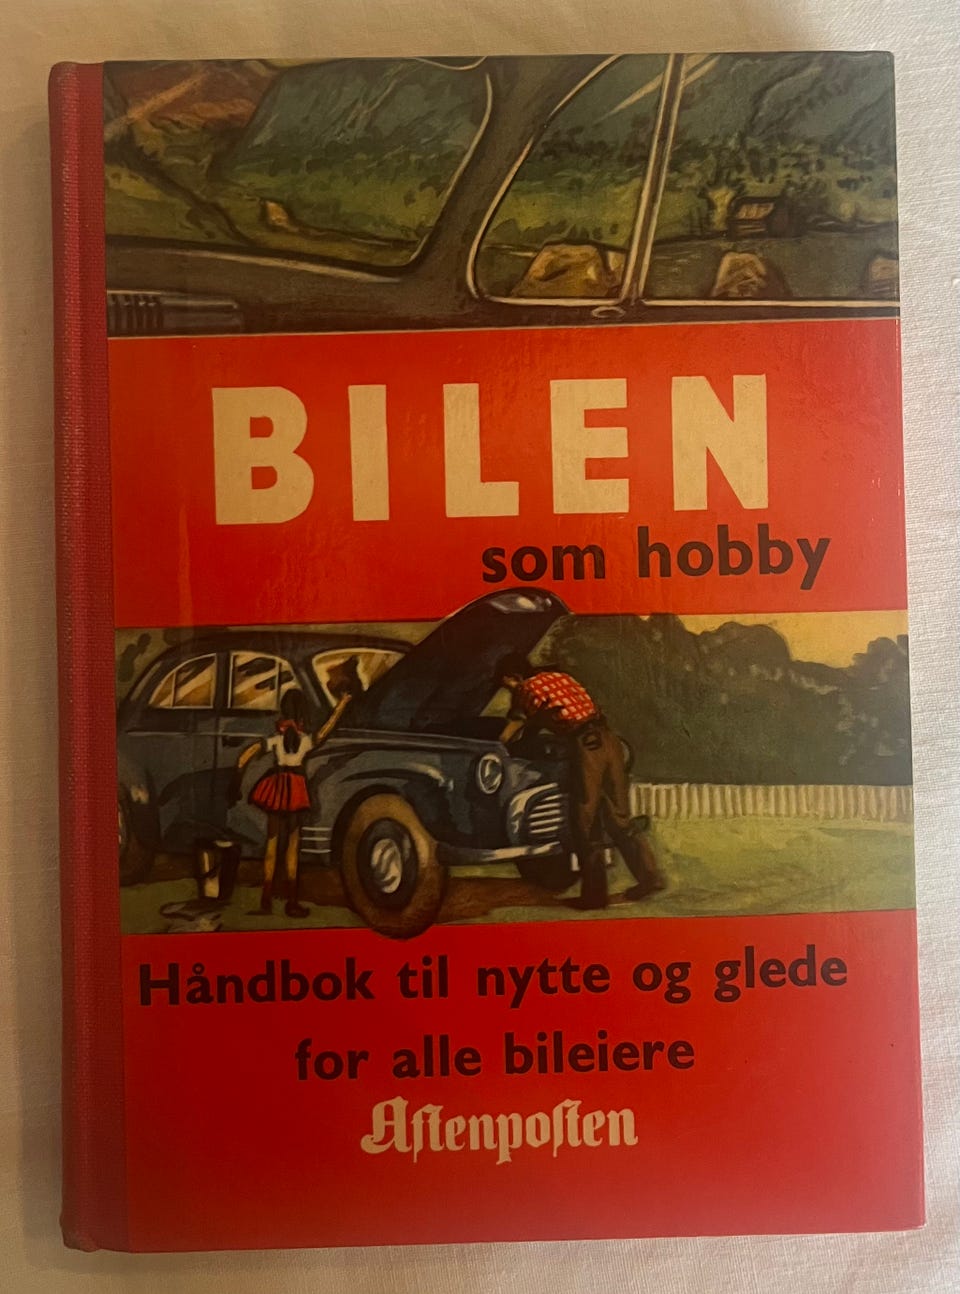 BILEN
som hobby
Håndbok til nytte og glede
for alle bileiere
Aftenposten